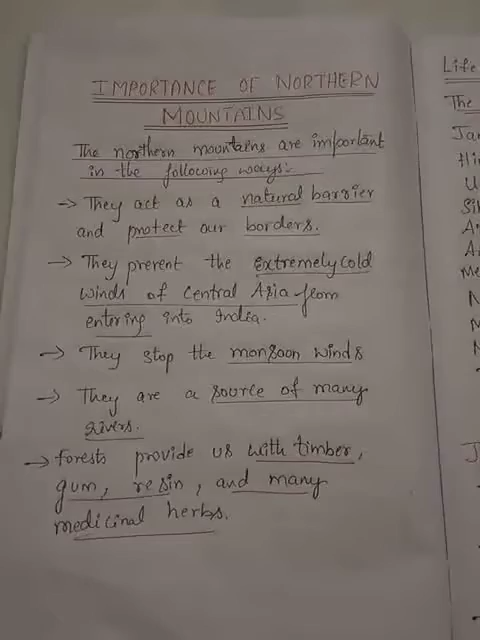 IMPORTANCE OF NORTHERN
MOUNTAINS
The northern mountains are important
in the following ways:-
→ They act as a natural barrier
and protect our borders.
→ They prevent the extremely cold
winds of Central Asia from
entering into India.
→ They stop the monsoon winds
→ They are a source of many
rivers.
→ Forests provide us with timber,
gum, resin, and many
medicinal herbs.
Life
The